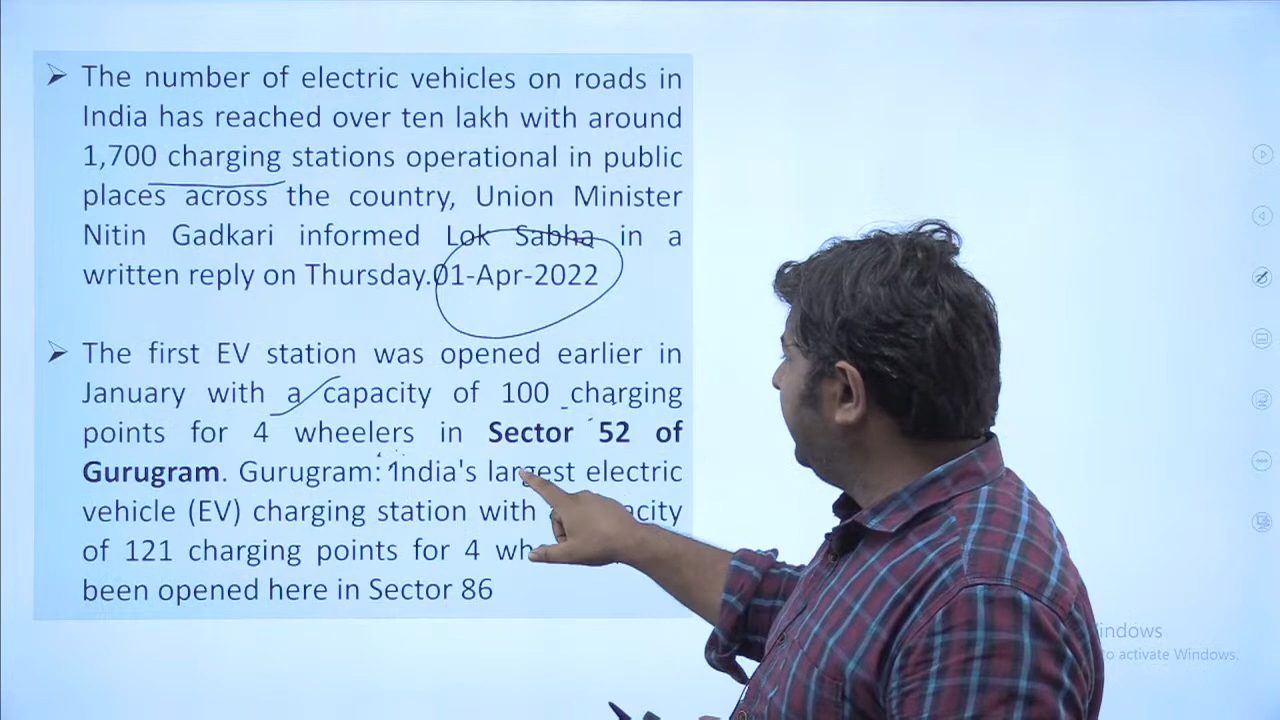 ➢ The number of electric vehicles on roads in
India has reached over ten lakh with around
1,700 charging stations operational in public
places across the country, Union Minister
Nitin Gadkari informed Lok Sabha in a
written reply on Thursday.01-Apr-2022
➢ The first EV station was opened earlier in
January with a capacity of 100 charging
points for 4 wheelers in Sector 52 of
Gurugram. Gurugram: India's largest electric
vehicle (EV) charging station with
of 121 charging points for 4
been opened here in Sector 86
to activate Windows.